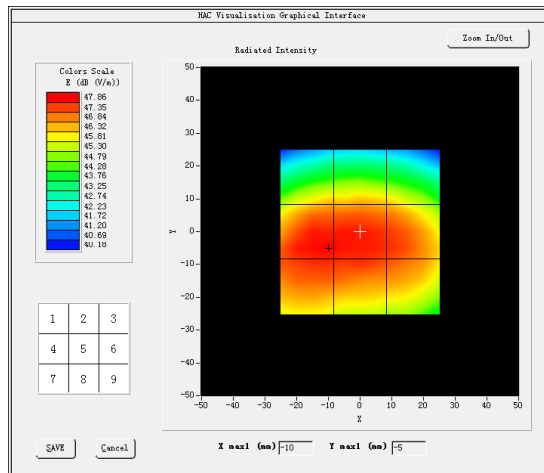 HAC Visualisation Graphical Interface
Zoom In/Out
Radiated Intensity
Colors Scale
E (dB (V/m))
47.86
47.35
46.84
46.32
45.81
45.30
44.79
44.28
43.76
43.25
42.74
42.23
41.72
41.20
40.69
40.18
50
40
30
20
10
Y
0
-10
-20
-30
-40
-50
-50 -40 -30 -20 -10 0 10 20 30 40 50
X
1 2 3
4 5 6
7 8 9
SAVE Cancel
X max1 (mm) -10 Y max1 (mm) -5